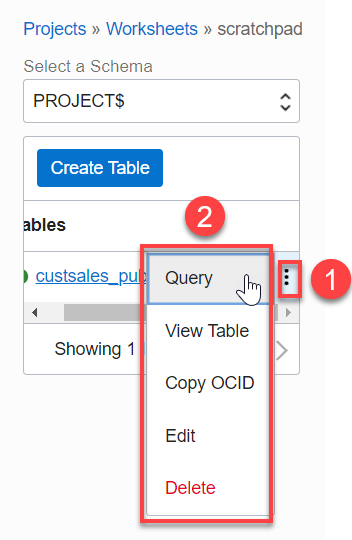 Projects » Worksheets » scratchpad
Select a Schema
PROJECT$
Create Table
2
ables
custsales_pub
Query
1
View Table
Showing 1
Copy OCID
Edit
Delete